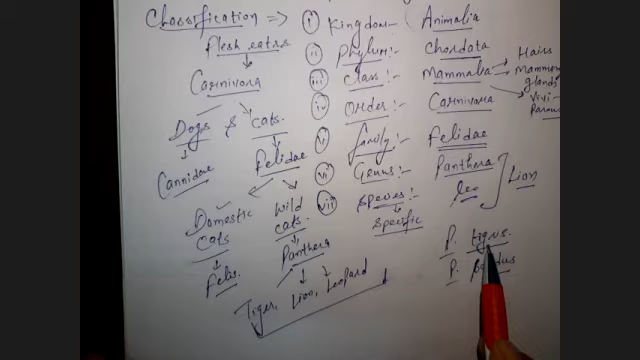 Classification => i Kingdom - Animalia
Flesh eaters ii Phylum :- Chordata
Carnivora iii Class :- Mammalia → Hairs
→ Mammary glands
→ Vivi-parous
iv Order :- Carnivora
Dogs & Cats v family :- Felidae
Cannidae Felidae vi Genus :- Panthera
vii Species :- leo Lion
Specific
Domestic Cats Wild Cats
Felis Panthera
Tiger, Lion, Leopard
P. tigris.
P.